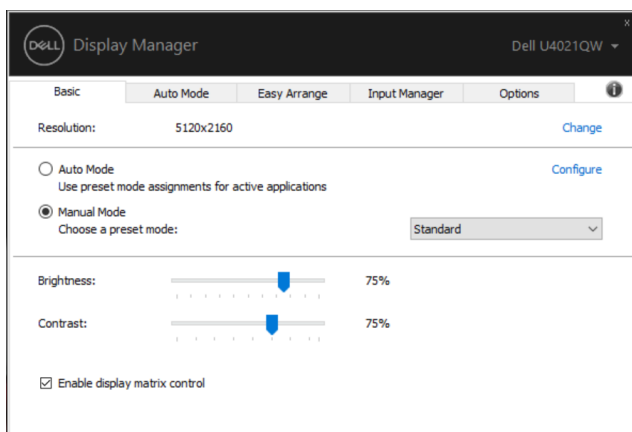 x
DELL Display Manager Dell U4021QW
Basic Auto Mode Easy Arrange Input Manager Options i
Resolution: 5120x2160 Change
Auto Mode Configure
Use preset mode assignments for active applications
Manual Mode
Choose a preset mode: Standard
Brightness: 75%
Contrast: 75%
Enable display matrix control